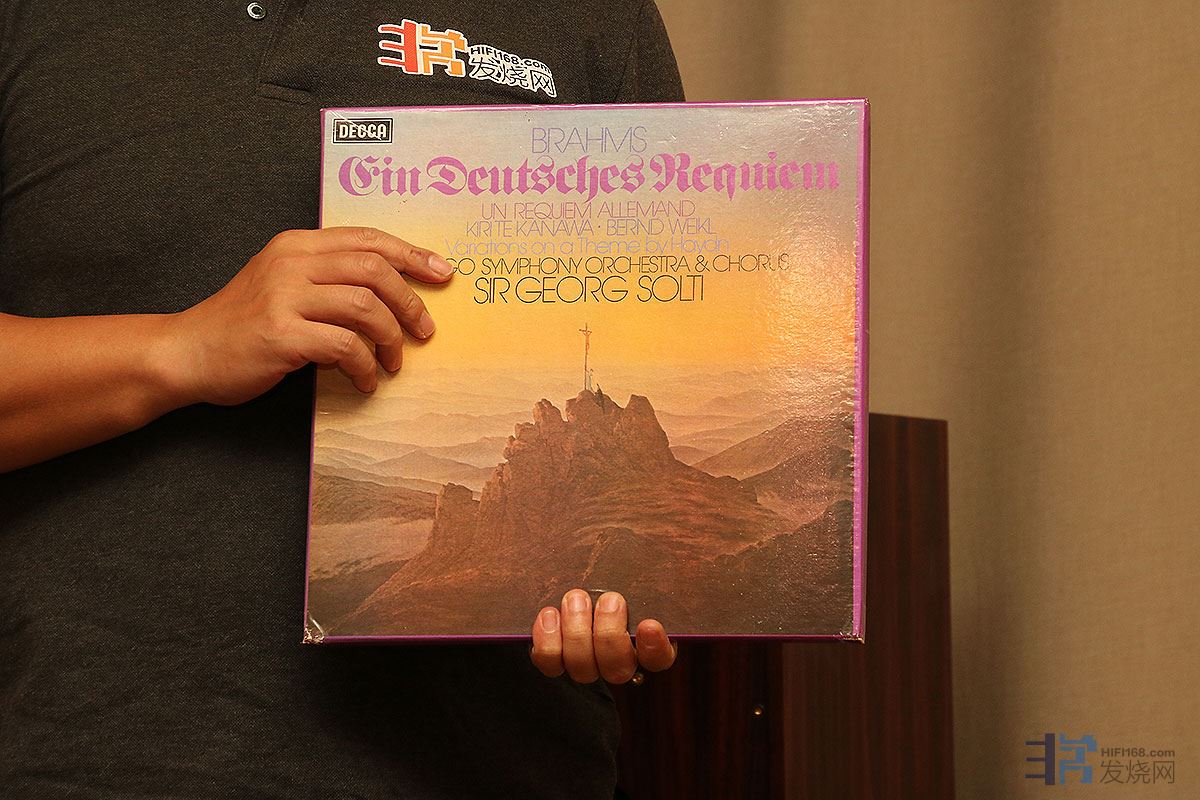 HIFI168.com
发烧网
DECCA
BRAHMS
Ein Deutsches Requiem
UN REQUIEM ALLEMAND
KIRI TE KANAWA · BERND WEIKL
Variations on a Theme by Haydn
GO SYMPHONY ORCHESTRA & CHORUS
SIR GEORG SOLTI
HIFI168.com
发烧网